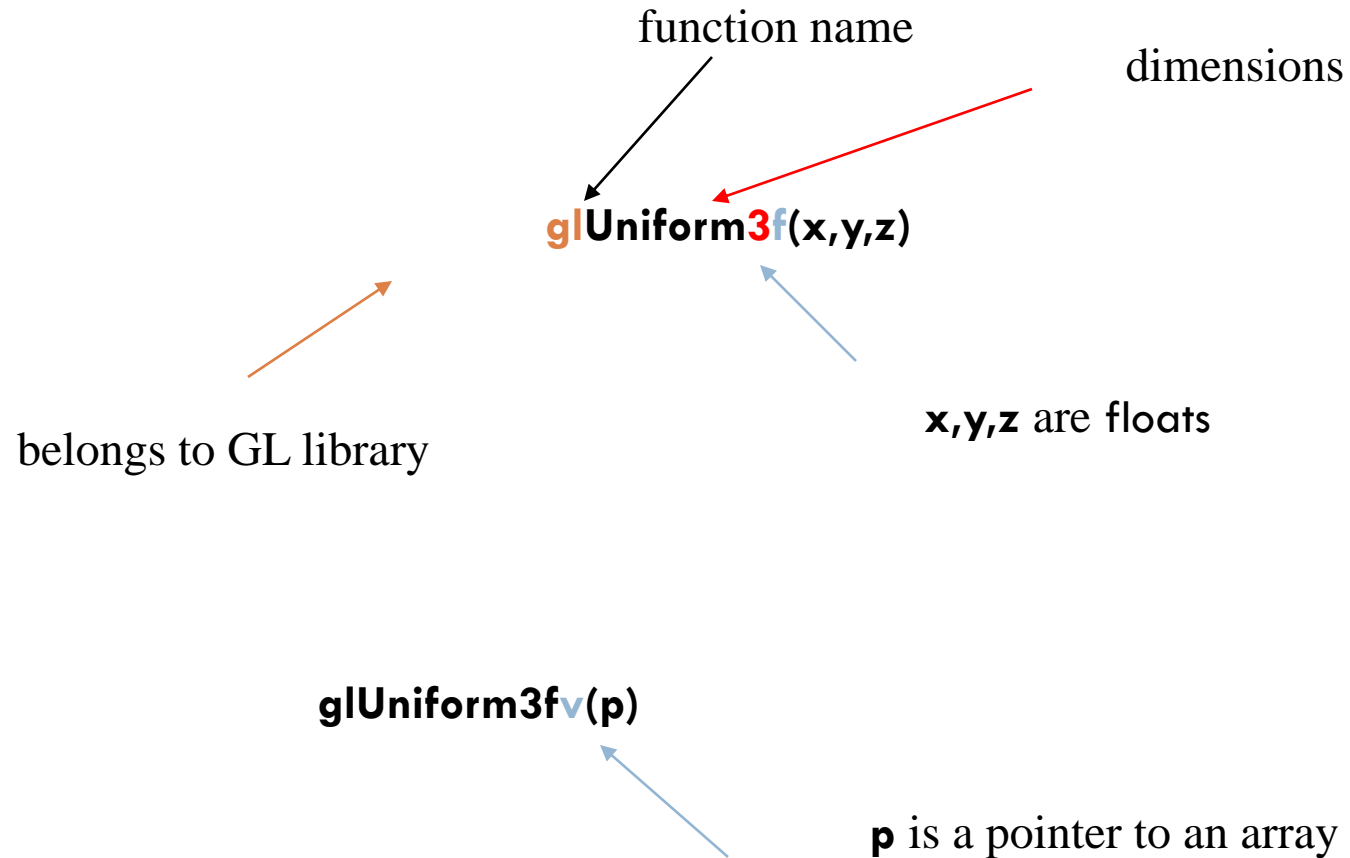 function name
dimensions
glUniform3f(x,y,z)
x,y,z are floats
belongs to GL library
glUniform3fv(p)
p is a pointer to an array